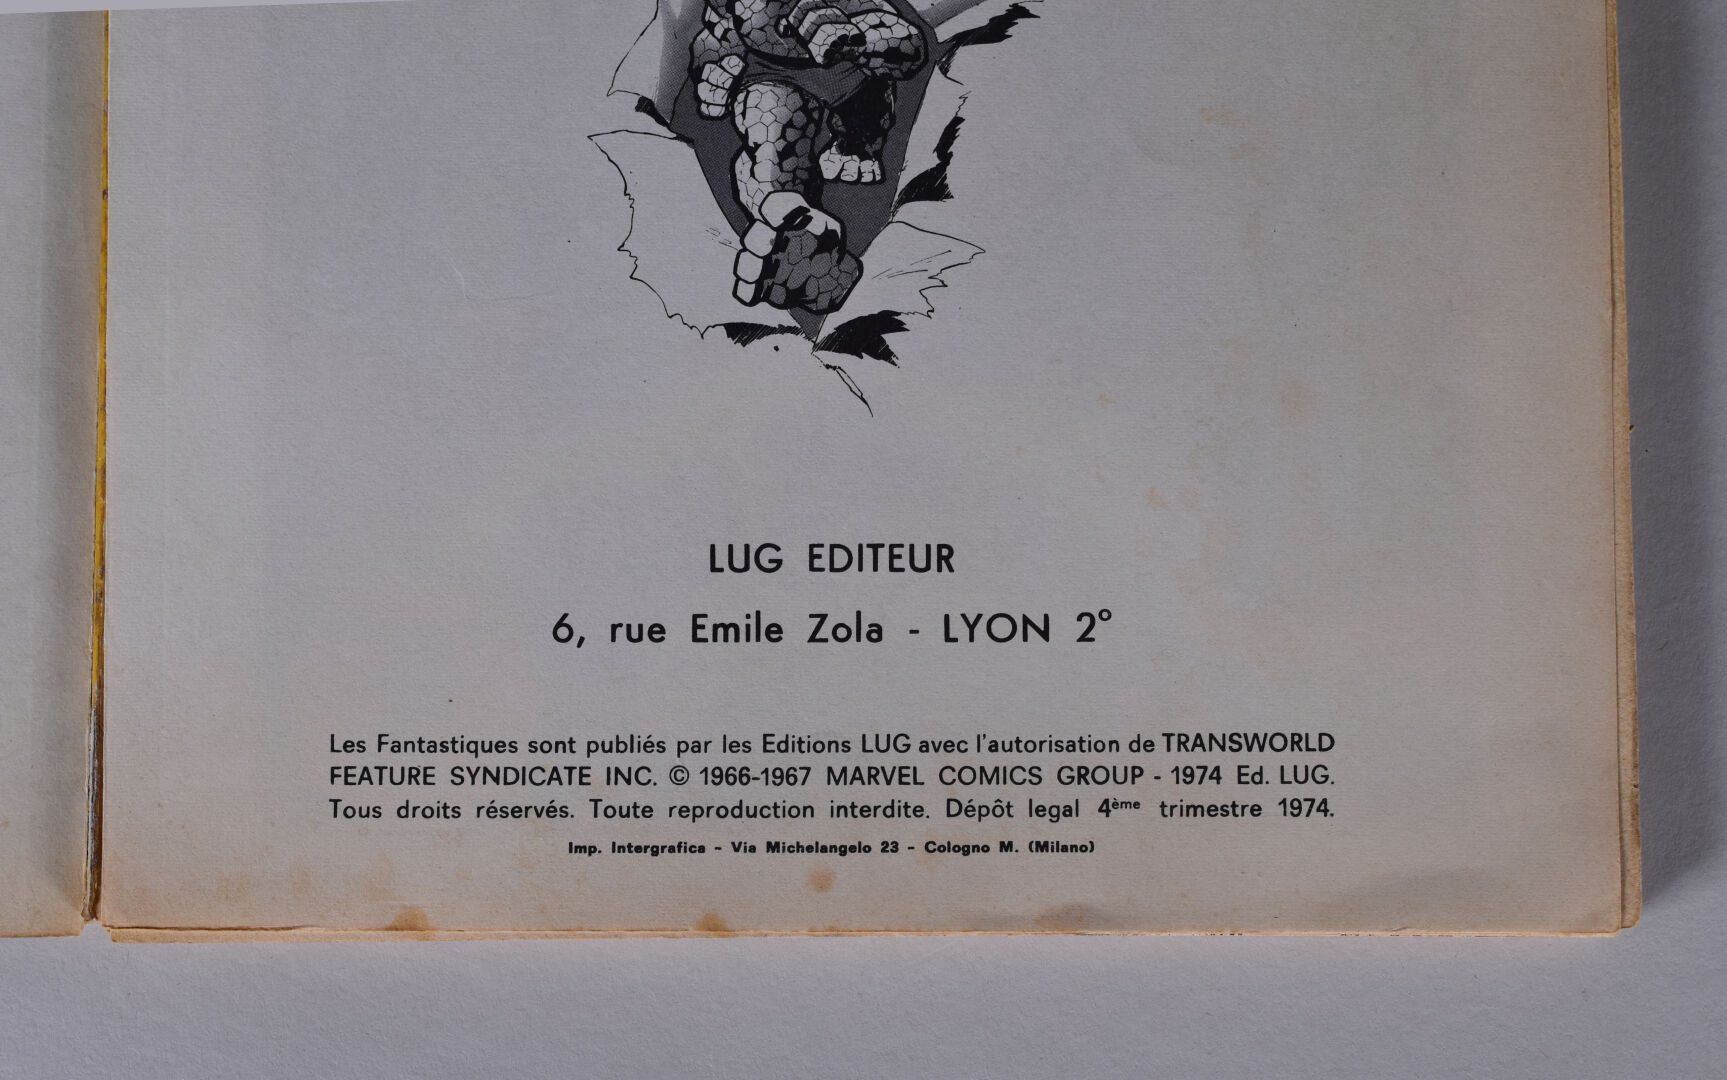 LUG EDITEUR
6, rue Emile Zola - LYON 2°
Les Fantastiques sont publiés par les Editions LUG avec l'autorisation de TRANSWORLD
FEATURE SYNDICATE INC. © 1966-1967 MARVEL COMICS GROUP - 1974 Ed. LUG.
Tous droits réservés. Toute reproduction interdite. Dépôt legal 4ème trimestre 1974.
Imp. Intergrafica - Via Michelangelo 23 - Cologno M. (Milano)